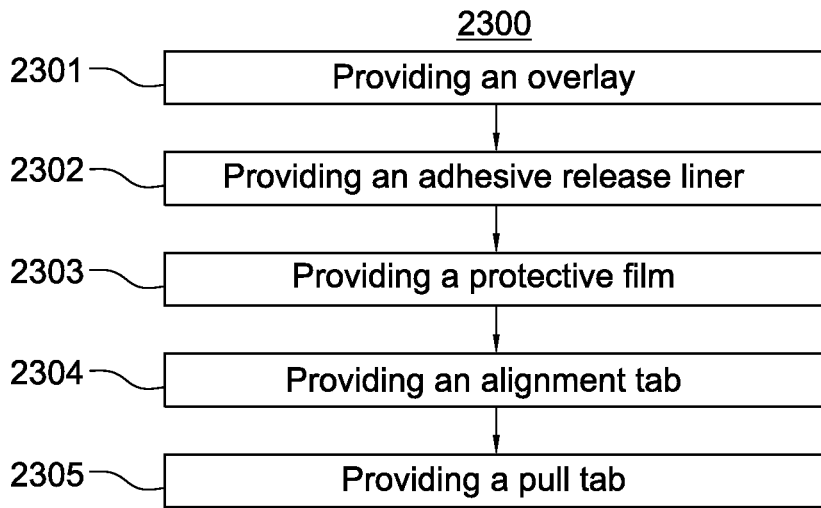 2300
2301 Providing an overlay
2302 Providing an adhesive release liner
2303 Providing a protective film
2304 Providing an alignment tab
2305 Providing a pull tab